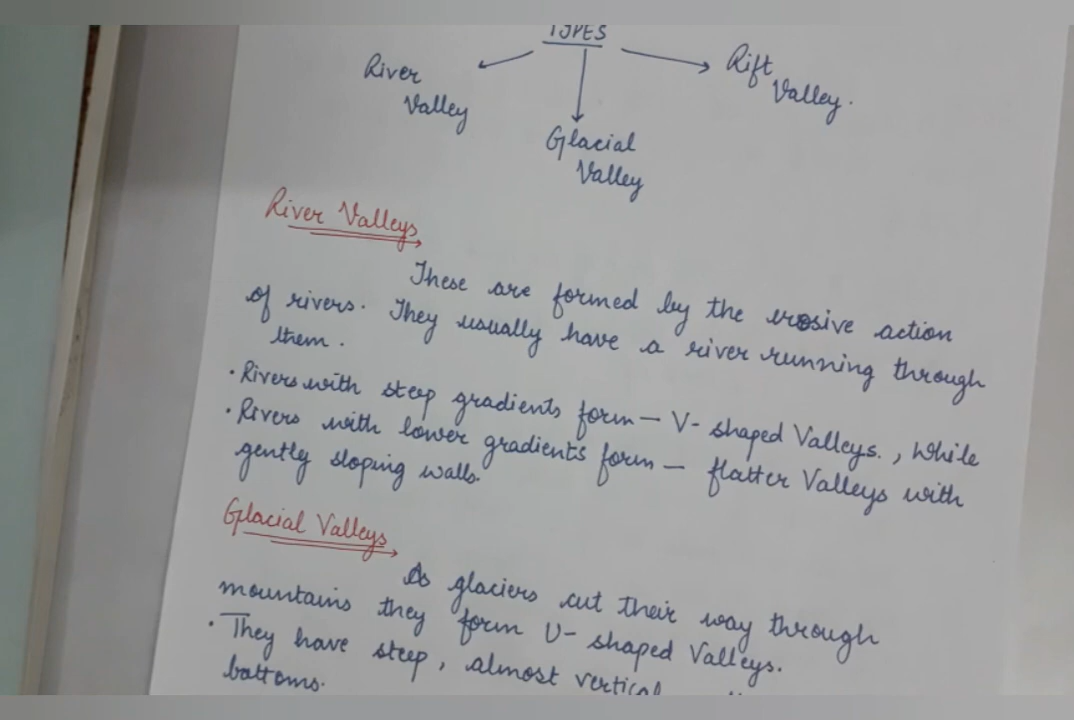 TYPES
River
Valley
Glacial
Valley
Rift
Valley.
River Valleys
These are formed by the erosive action
of rivers. They usually have a river running through
them.
• Rivers with steep gradients form — V-shaped Valleys., while
• Rivers with lower gradients form — flatter Valleys with
gently sloping walls.
Glacial Valleys
As glaciers cut their way through
mountains they form U-shaped Valleys.
• They have steep, almost vertical
bottoms.